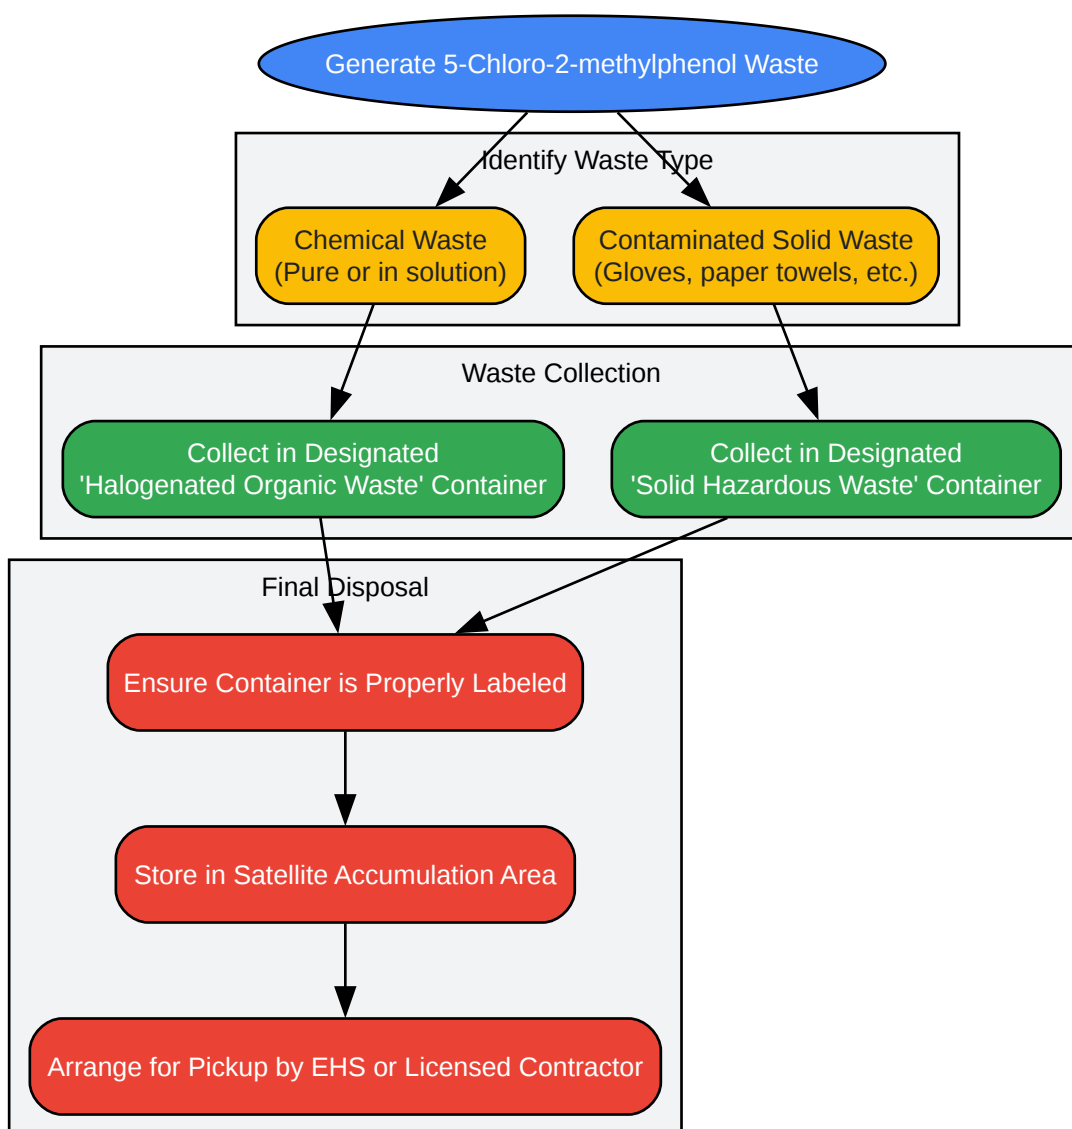 Generate 5-Chloro-2-methylphenol Waste
Identify Waste Type
Chemical Waste
(Pure or in solution)
Contaminated Solid Waste
(Gloves, paper towels, etc.)
Waste Collection
Collect in Designated
'Halogenated Organic Waste' Container
Collect in Designated
'Solid Hazardous Waste' Container
Final Disposal
Ensure Container is Properly Labeled
Store in Satellite Accumulation Area
Arrange for Pickup by EHS or Licensed Contractor